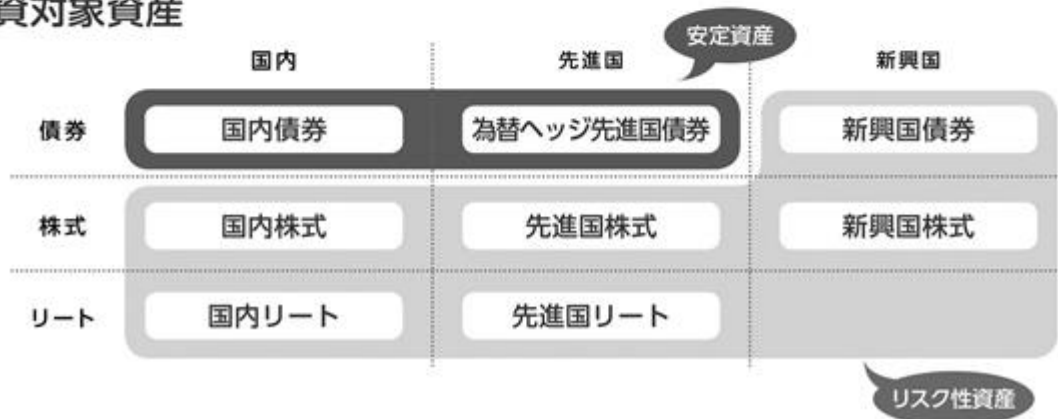 資対象資産
安定資産
国内 先進国 新興国
債券 国内債券 為替ヘッジ先進国債券 新興国債券
株式 国内株式 先進国株式 新興国株式
リート 国内リート 先進国リート
リスク性資産